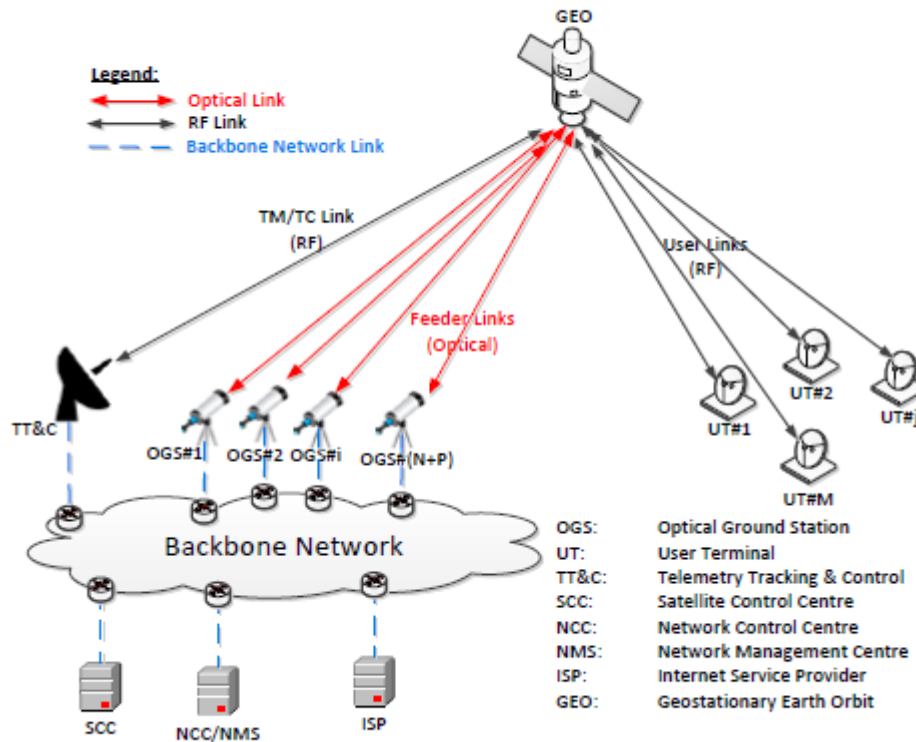 GEO
Legend:
Optical Link
RF Link
Backbone Network Link
TM/TC Link
(RF)
User Links
(RF)
Feeder Links
(Optical)
TT&C
OGS#1
OGS#2
OGS#i
OGS#(N+P)
UT#1
UT#2
UT#j
UT#M
Backbone Network
SCC
NCC/NMS
ISP
OGS: Optical Ground Station
UT: User Terminal
TT&C: Telemetry Tracking & Control
SCC: Satellite Control Centre
NCC: Network Control Centre
NMS: Network Management Centre
ISP: Internet Service Provider
GEO: Geostationary Earth Orbit